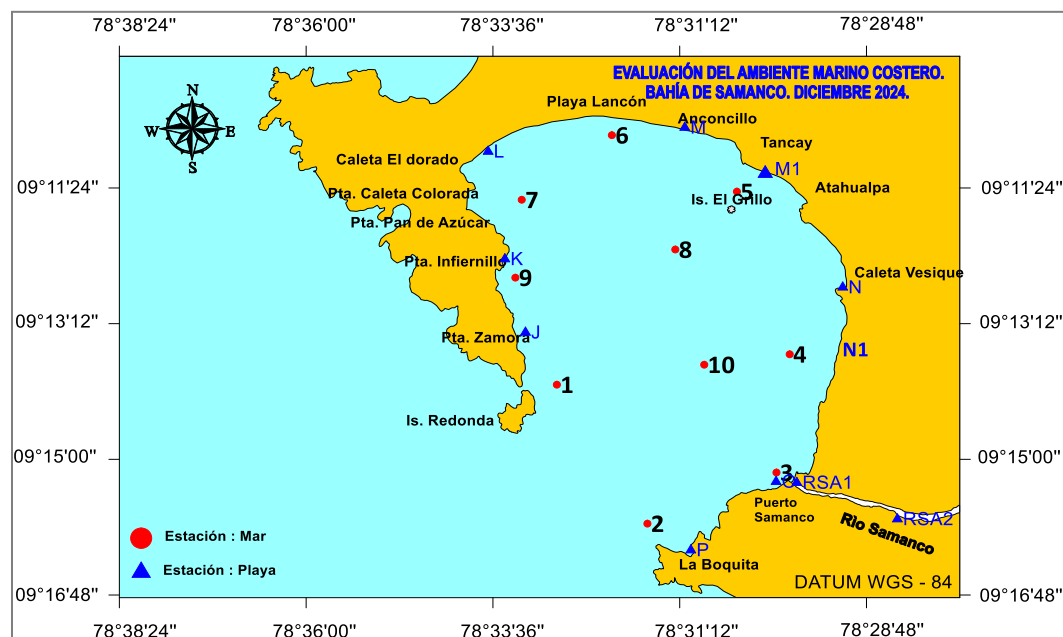 78°38'24" 78°36'00" 78°33'36" 78°31'12" 78°28'48"
EVALUACIÓN DEL AMBIENTE MARINO COSTERO.
BAHÍA DE SAMANCO. DICIEMBRE 2024.
N
W E
S
Playa Lancón
6
Anconcillo
M
Tancay
L
Caleta El dorado
M1
09°11'24" 09°11'24"
Atahualpa
Pta. Caleta Colorada
7
5
Is. El Grillo
Pta. Pan de Azúcar
8
Pta. Infiernillo
K
Caleta Vesique
9
N
09°13'12" 09°13'12"
Pta. Zamora
J
N1
4
10
1
Is. Redonda
09°15'00" 09°15'00"
3
RSA1
Puerto
Samanco
2
RSA2
Rìo Samanco
Estación : Mar
P
La Boquita
Estación : Playa
DATUM WGS - 84
09°16'48" 09°16'48"
78°38'24" 78°36'00" 78°33'36" 78°31'12" 78°28'48"